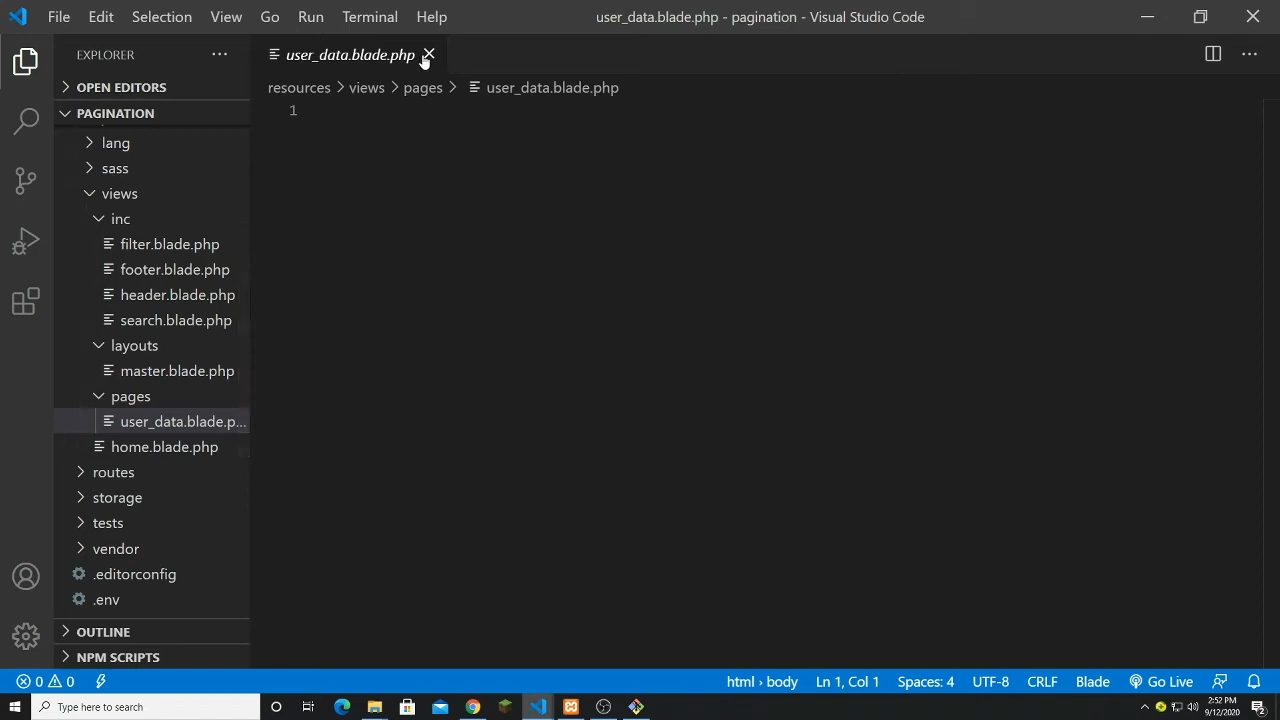 File Edit Selection View Go Run Terminal Help user_data.blade.php - pagination - Visual Studio Code
EXPLORER
user_data.blade.php
OPEN EDITORS
resources views pages user_data.blade.php
PAGINATION
1
lang
sass
views
inc
filter.blade.php
footer.blade.php
header.blade.php
search.blade.php
layouts
master.blade.php
pages
user_data.blade.p...
home.blade.php
routes
storage
tests
vendor
.editorconfig
.env
OUTLINE
NPM SCRIPTS
0 0 html › body Ln 1, Col 1 Spaces: 4 UTF-8 CRLF Blade Go Live
Type here to search
2:52 PM
9/12/2020
2